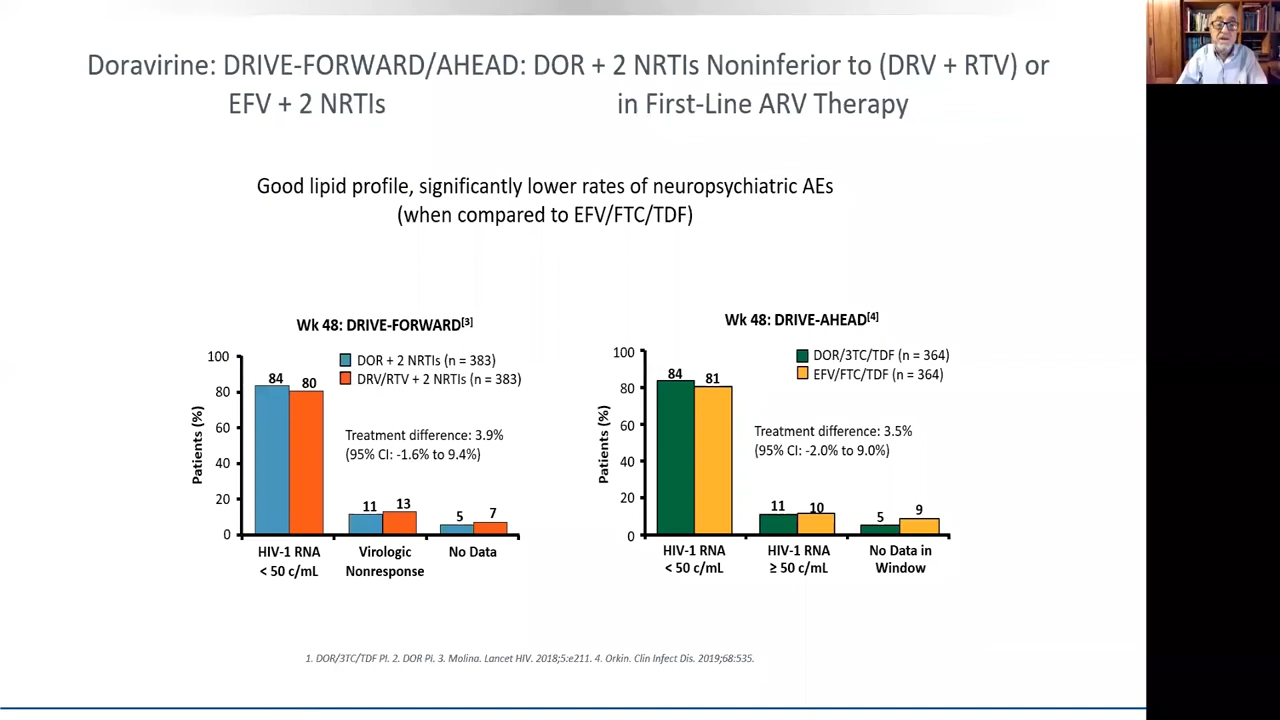 Doravirine: DRIVE-FORWARD/AHEAD: DOR + 2 NRTIs Noninferior to (DRV + RTV) or
EFV + 2 NRTIs in First-Line ARV Therapy
Good lipid profile, significantly lower rates of neuropsychiatric AEs
(when compared to EFV/FTC/TDF)
Wk 48: DRIVE-FORWARD[3]
DOR + 2 NRTIs (n = 383)
DRV/RTV + 2 NRTIs (n = 383)
Patients (%)
100
80
60
40
20
0
84 80
Treatment difference: 3.9%
(95% CI: -1.6% to 9.4%)
11 13
5 7
HIV-1 RNA
< 50 c/mL
Virologic
Nonresponse
No Data
Wk 48: DRIVE-AHEAD[4]
DOR/3TC/TDF (n = 364)
EFV/FTC/TDF (n = 364)
Patients (%)
100
80
60
40
20
0
84 81
Treatment difference: 3.5%
(95% CI: -2.0% to 9.0%)
11 10
5 9
HIV-1 RNA
< 50 c/mL
HIV-1 RNA
≥ 50 c/mL
No Data in
Window
1. DOR/3TC/TDF PI. 2. DOR PI. 3. Molina. Lancet HIV. 2018;5:e211. 4. Orkin. Clin Infect Dis. 2019;68:535.